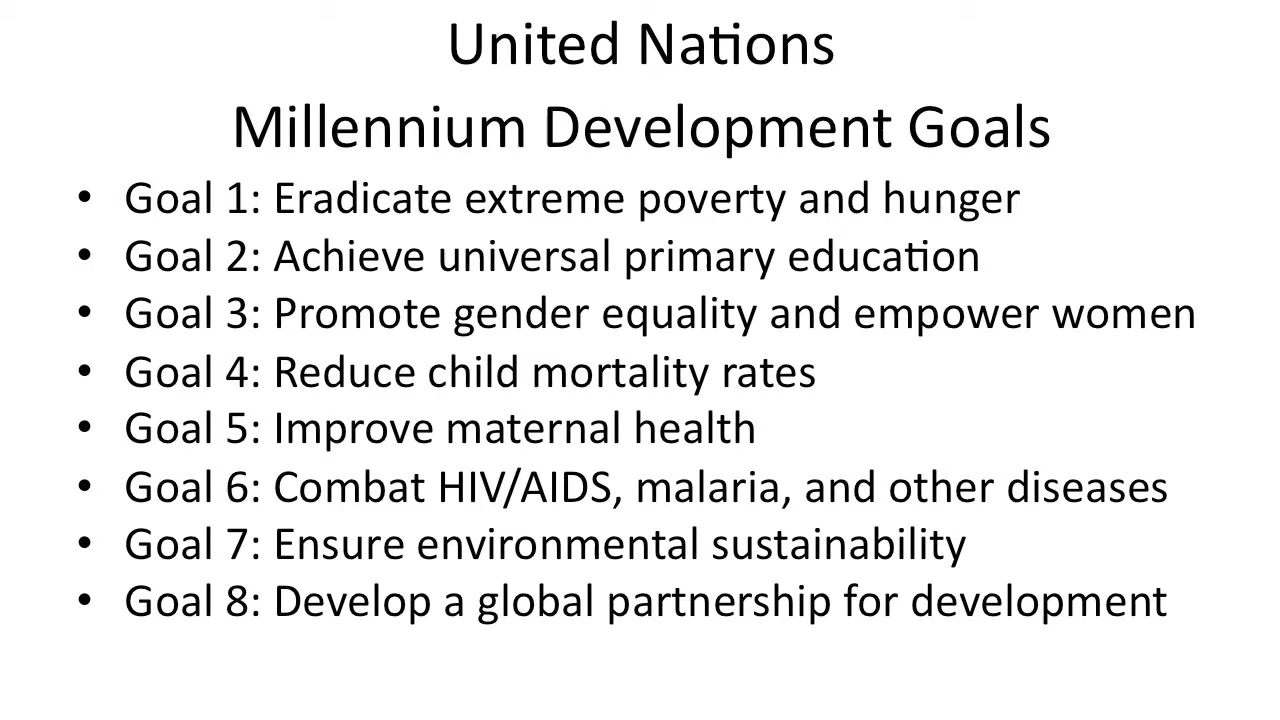 United Nations
Millennium Development Goals
• Goal 1: Eradicate extreme poverty and hunger
• Goal 2: Achieve universal primary education
• Goal 3: Promote gender equality and empower women
• Goal 4: Reduce child mortality rates
• Goal 5: Improve maternal health
• Goal 6: Combat HIV/AIDS, malaria, and other diseases
• Goal 7: Ensure environmental sustainability
• Goal 8: Develop a global partnership for development